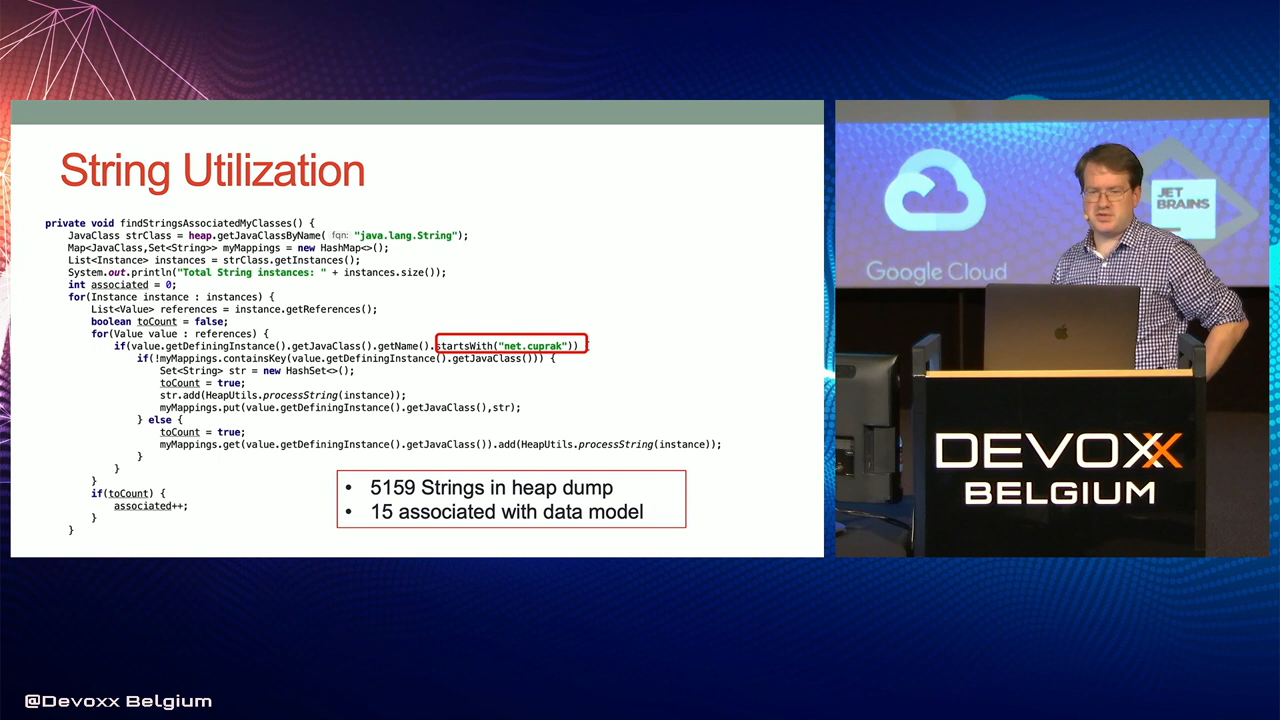 String Utilization
private void findStringsAssociatedMyClasses() {
JavaClass strClass = heap.getJavaClassByName( fqn: "java.lang.String");
Map<JavaClass,Set<String>> myMappings = new HashMap<>();
List<Instance> instances = strClass.getInstances();
System.out.println("Total String instances: " + instances.size());
int associated = 0;
for(Instance instance : instances) {
List<Value> references = instance.getReferences();
boolean toCount = false;
for(Value value : references) {
if(value.getDefiningInstance().getJavaClass().getName().startsWith("net.cuprak")) {
if(!myMappings.containsKey(value.getDefiningInstance().getJavaClass())) {
Set<String> str = new HashSet<>();
toCount = true;
str.add(HeapUtils.processString(instance));
myMappings.put(value.getDefiningInstance().getJavaClass(),str);
} else {
toCount = true;
myMappings.get(value.getDefiningInstance().getJavaClass()).add(HeapUtils.processString(instance));
}
}
}
if(toCount) {
associated++;
}
}
• 5159 Strings in heap dump
• 15 associated with data model
Google Cloud
JET
BRAINS
DEVOXX
BELGIUM
@Devoxx Belgium